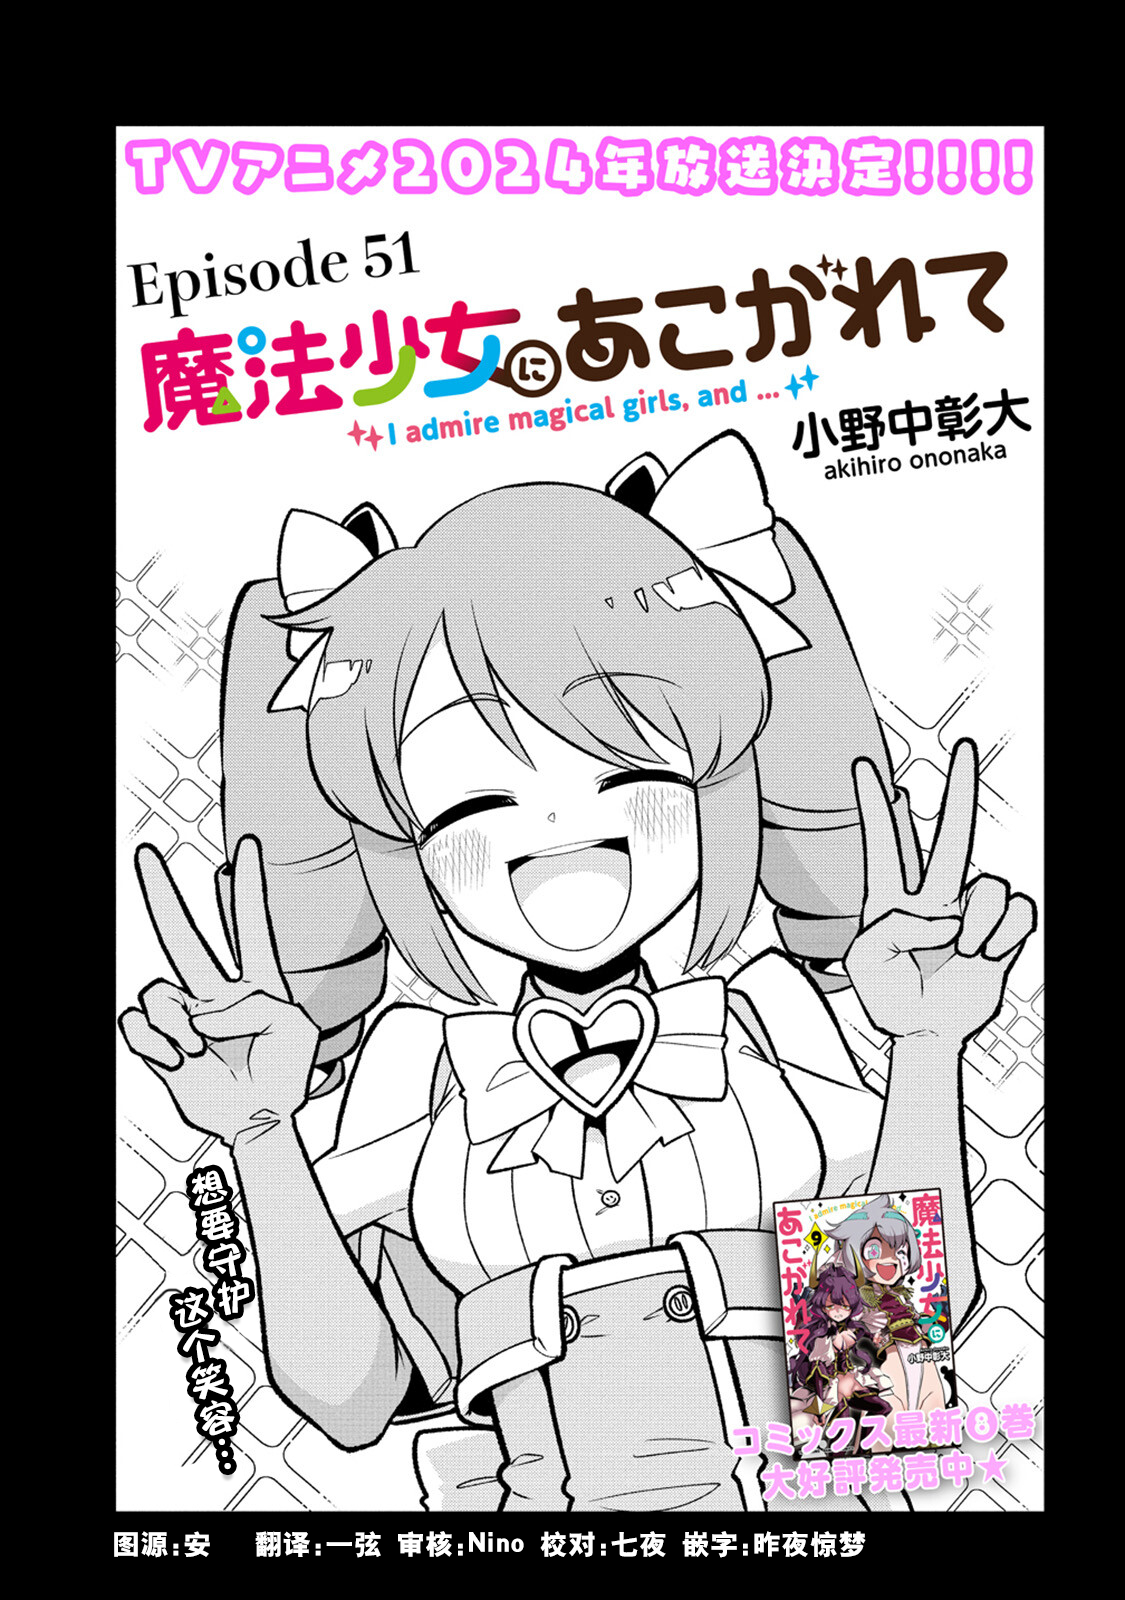 TVアニメ2024年放送決定!!!!
Episode 51
魔法少女にあこがれて
I admire magical girls, and ...
小野中彰大
akihiro ononaka
想要守护
这个笑容…
admire magical
魔法少女に
あこがれて
9
小野中彰大
コミックス最新8巻
大好評発売中★
图源:安 翻译:一弦 审核:Nino 校对:七夜 嵌字:昨夜惊梦